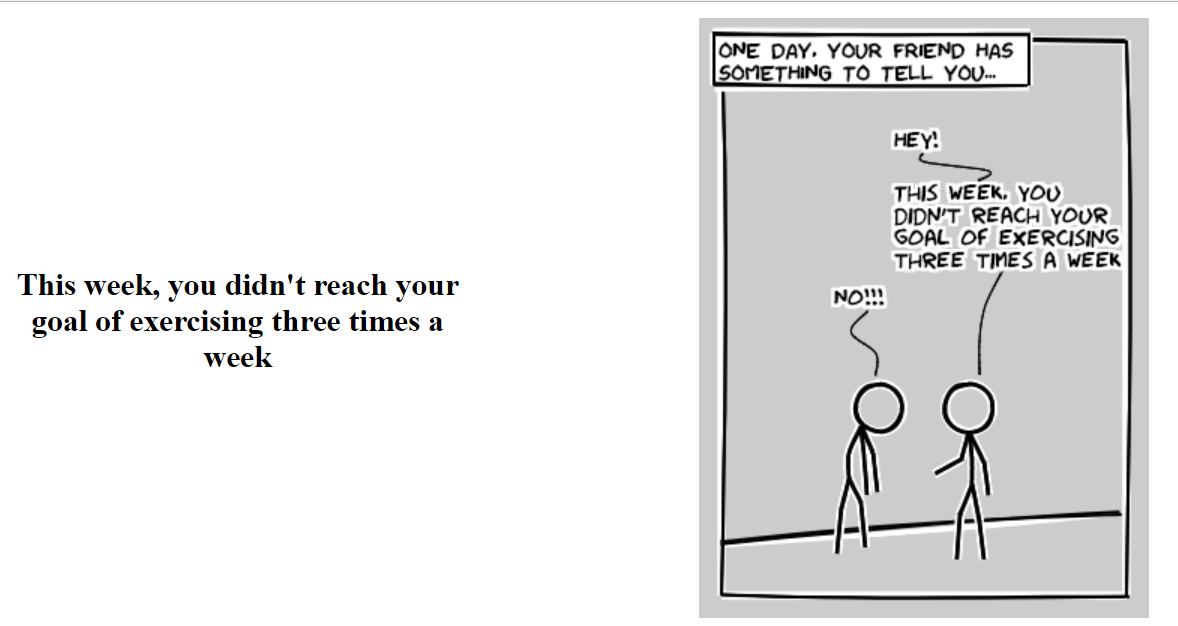 This week, you didn't reach your
goal of exercising three times a
week
ONE DAY, YOUR FRIEND HAS
SOMETHING TO TELL YOU...
HEY!
THIS WEEK, YOU
DIDN'T REACH YOUR
GOAL OF EXERCISING
THREE TIMES A WEEK
NO!!!